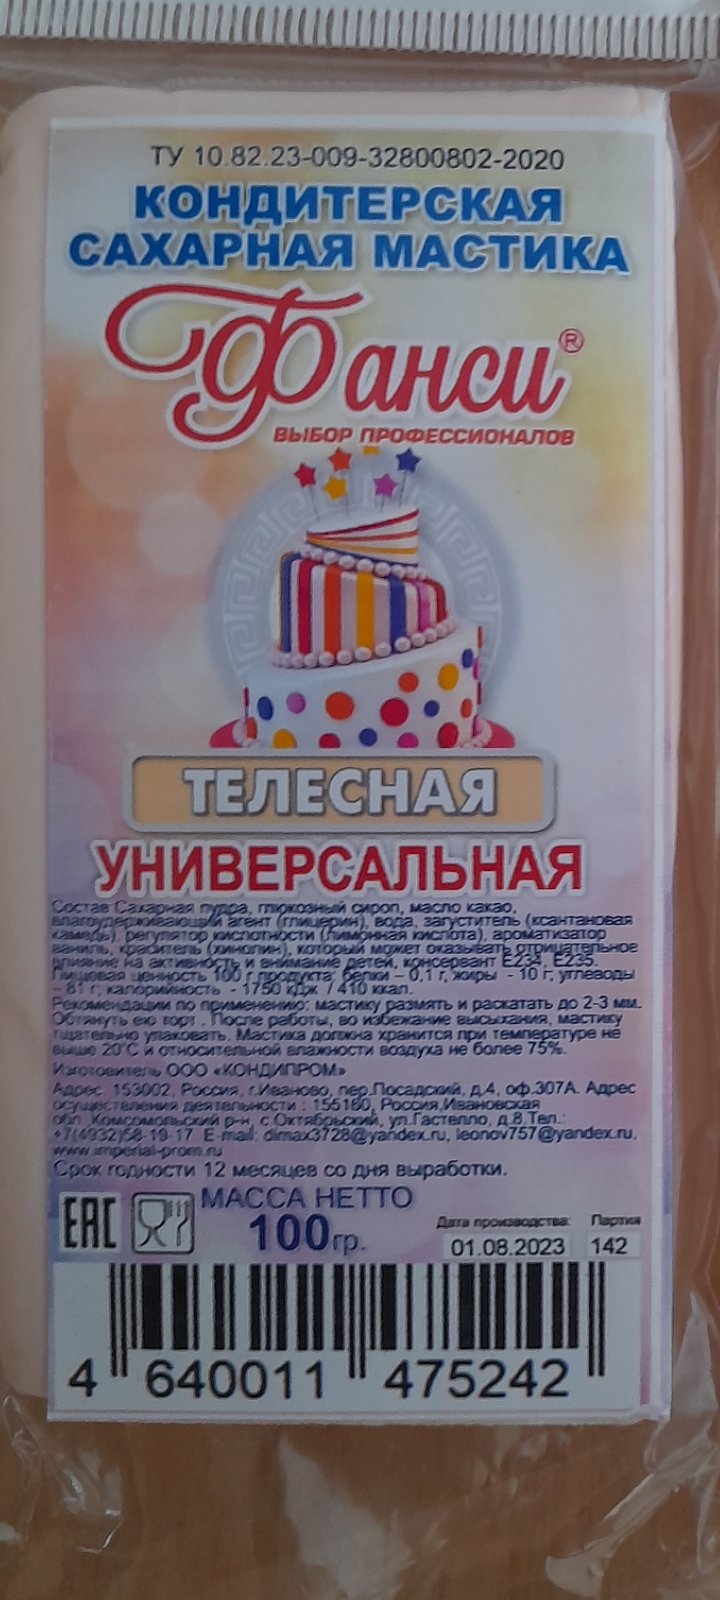 ТУ 10.82.23-009-32800802-2020
КОНДИТЕРСКАЯ
САХАРНАЯ МАСТИКА
Фанси®
ВЫБОР ПРОФЕССИОНАЛОВ
ТЕЛЕСНАЯ
УНИВЕРСАЛЬНАЯ
Состав Сахарная пудра, глюкозный сироп, масло какао,
влагоудерживающий агент (глицерин), вода, загуститель (ксантановая
камедь), регулятор кислотности (лимонная кислота), ароматизатор
ваниль, краситель (хинолин), который может оказывать отрицательное
влияние на активность и внимание детей, консервант Е234, Е235.
Пищевая ценность 100 г продукта: белки – 0,1 г, жиры - 10 г, углеводы
– 81 г; калорийность - 1750 кДж / 410 ккал.
Рекомендации по применению: мастику размять и раскатать до 2-3 мм.
Обтянуть ею торт . После работы, во избежание высыхания, мастику
тщательно упаковать. Мастика должна хранится при температуре не
выше 20°С и относительной влажности воздуха не более 75%.
Изготовитель ООО «КОНДИПРОМ»
Адрес: 153002, Россия, г.Иваново, пер.Посадский, д.4, оф.307А. Адрес
осуществления деятельности : 155160, Россия,Ивановская
обл. Комсомольский р-н, с.Октябрьский, ул.Гастелло, д.8.Тел.:
+7(4932)58-19-17 E-mail: dimax3728@yandex.ru, leonov757@yandex.ru,
www.imperial-prom.ru
Срок годности 12 месяцев со дня выработки.
EAC
МАССА НЕТТО
100гр.
Дата производства: Партия
01.08.2023 142
4 640011 475242